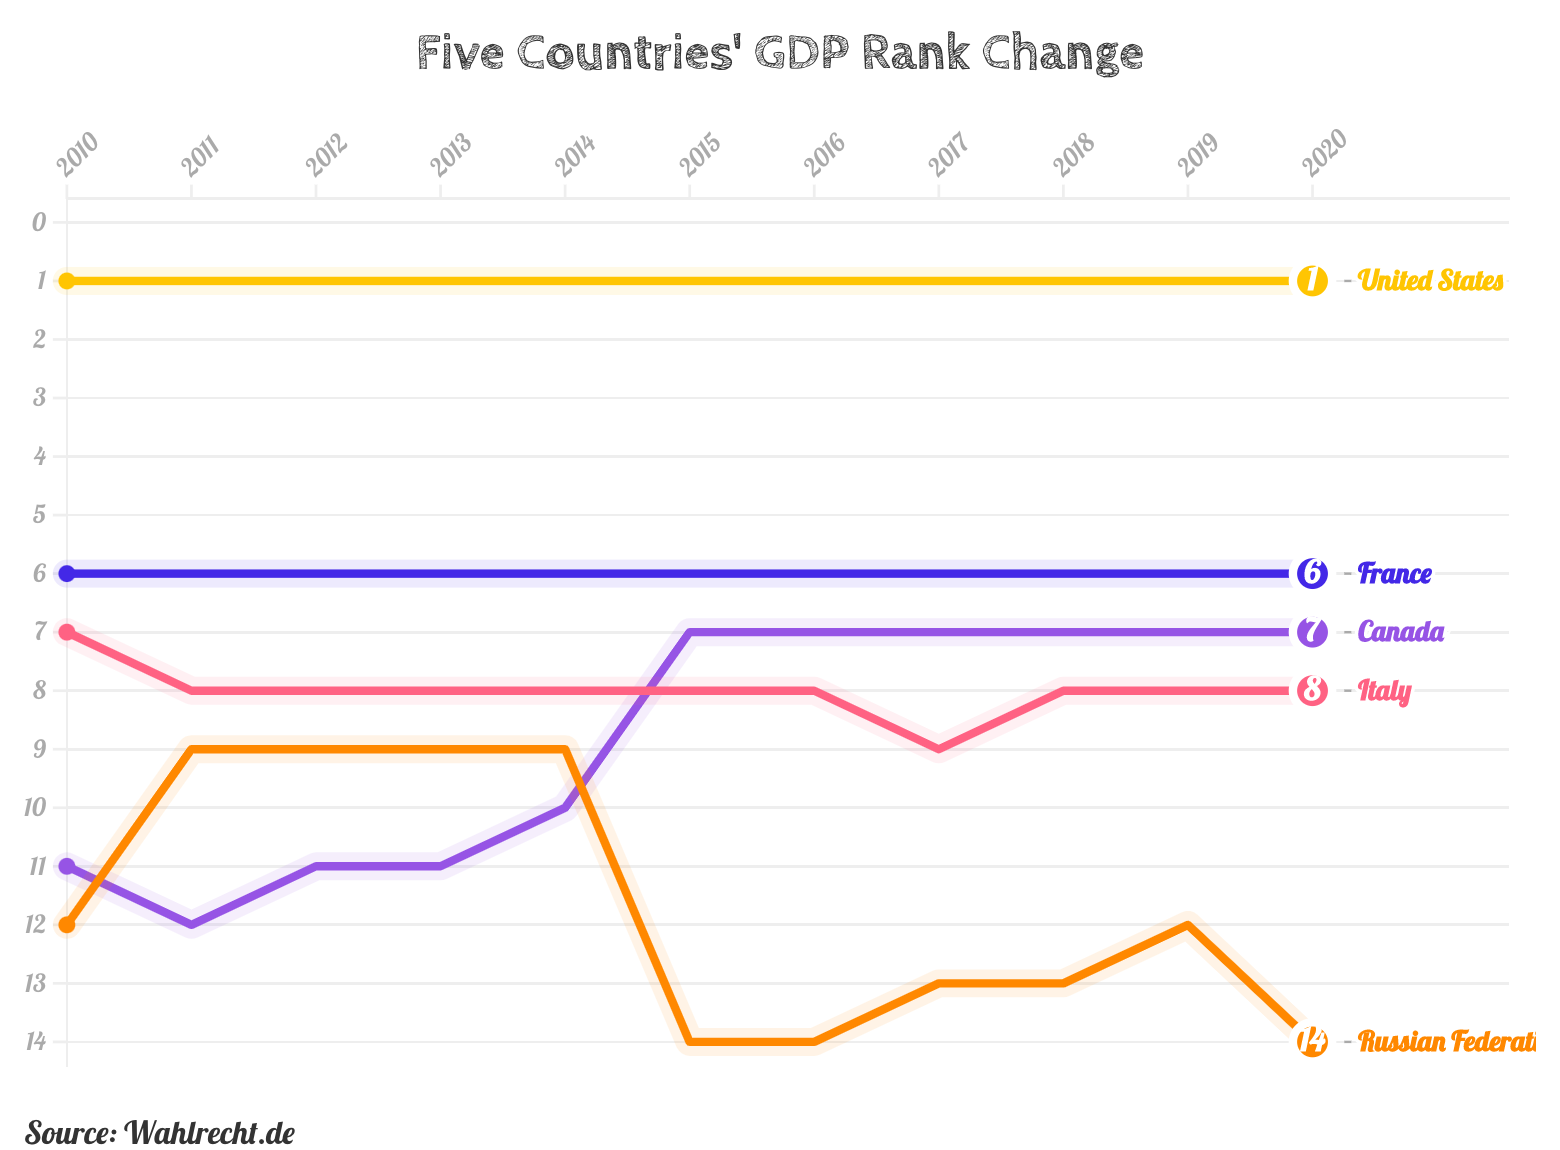 Five Countries' GDP Rank Change
2010 2011 2012 2013 2014 2015 2016 2017 2018 2019 2020
0
1 1 - United States
2
3
4
5
6 6 - France
7 7 - Canada
8 8 - Italy
9
10
11
12
13
14 14 - Russian Federati
Source: Wahlrecht.de